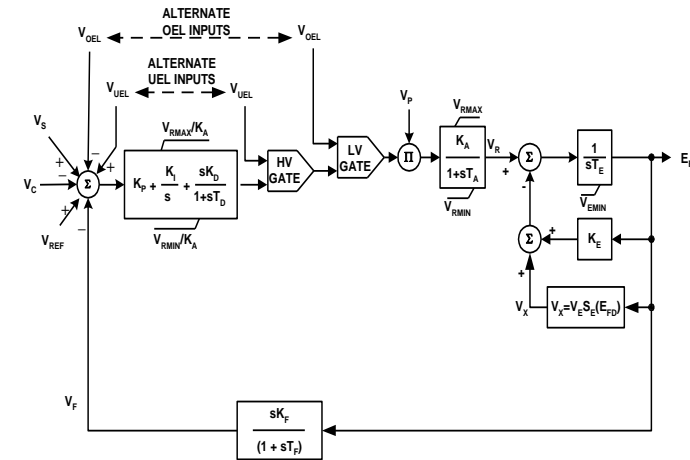 ALTERNATE
OEL INPUTS
V_OEL
V_OEL
ALTERNATE
UEL INPUTS
V_UEL
V_UEL
V_S
V_P
V_RMAX/K_A
V_RMAX
+
−
+
−
V_C
Σ
K_P + K_I/s + sK_D/1+sT_D
HV
GATE
LV
GATE
Π
K_A/1+sT_A
V_R
+
Σ
-
1/sT_E
V_RMIN/K_A
V_RMIN
V_EMIN
+
−
V_REF
Σ
+
K_E
+
V_X
V_X=V_E S_E(E_FD)
V_F
sK_F
(1 + sT_F)